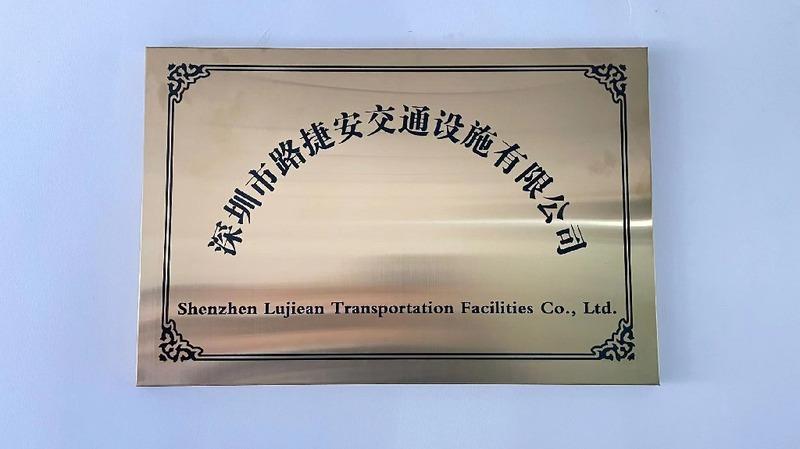 深圳市路捷安交通设施有限公司
Shenzhen Lujiean Transportation Facilities Co., Ltd.